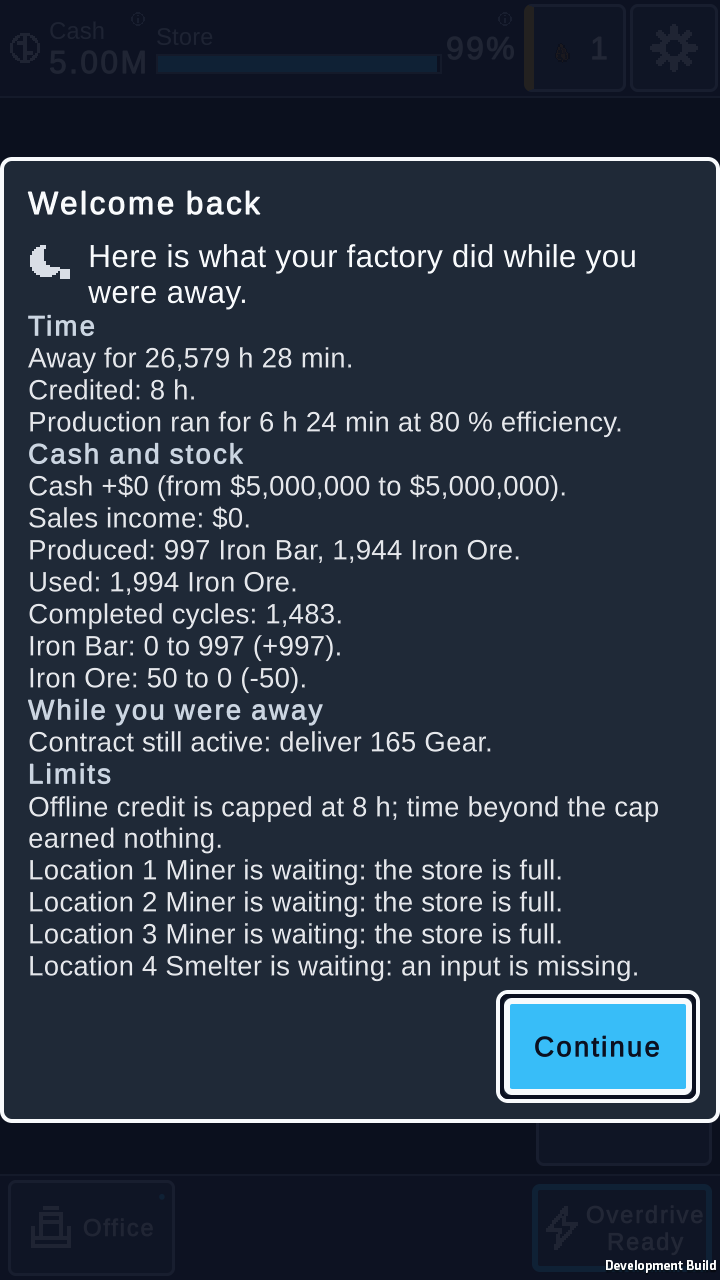 Cash
Store
5.00M
99%
1
Welcome back
Here is what your factory did while you
were away.
Time
Away for 26,579 h 28 min.
Credited: 8 h.
Production ran for 6 h 24 min at 80 % efficiency.
Cash and stock
Cash +$0 (from $5,000,000 to $5,000,000).
Sales income: $0.
Produced: 997 Iron Bar, 1,944 Iron Ore.
Used: 1,994 Iron Ore.
Completed cycles: 1,483.
Iron Bar: 0 to 997 (+997).
Iron Ore: 50 to 0 (-50).
While you were away
Contract still active: deliver 165 Gear.
Limits
Offline credit is capped at 8 h; time beyond the cap
earned nothing.
Location 1 Miner is waiting: the store is full.
Location 2 Miner is waiting: the store is full.
Location 3 Miner is waiting: the store is full.
Location 4 Smelter is waiting: an input is missing.
Continue
Office
Overdrive
Ready
Development Build